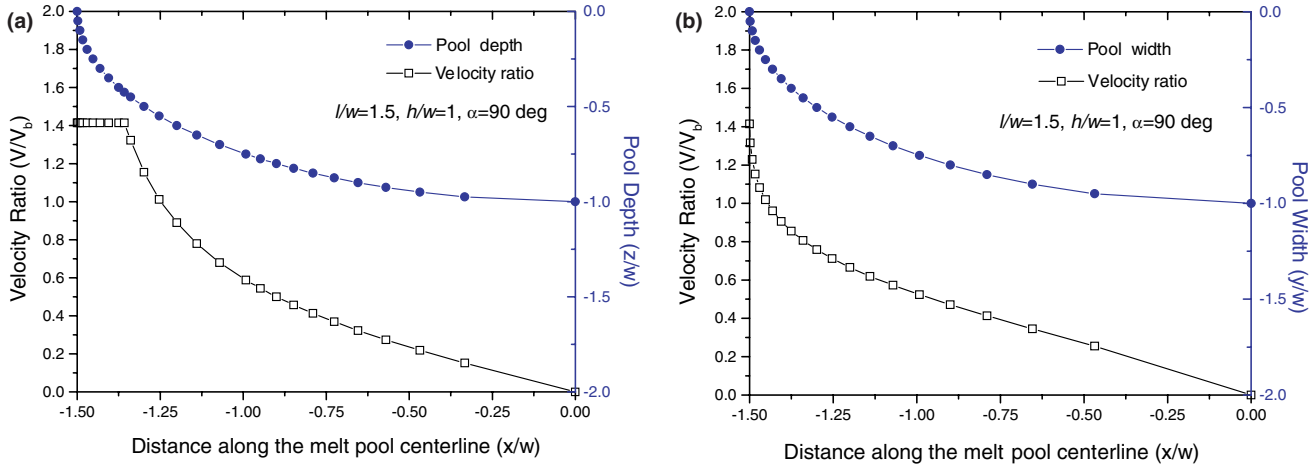 (a)
Velocity Ratio (V/Vb)
2.0
1.8
1.6
1.4
1.2
1.0
0.8
0.6
0.4
0.2
0.0
Pool depth
Velocity ratio
l/w=1.5, h/w=1, α=90 deg
0.0
-0.5
-1.0
-1.5
-2.0
Pool Depth (z/w)
-1.50 -1.25 -1.00 -0.75 -0.50 -0.25 0.00
Distance along the melt pool centerline (x/w)
(b)
Velocity Ratio (V/Vb)
2.0
1.8
1.6
1.4
1.2
1.0
0.8
0.6
0.4
0.2
0.0
Pool width
Velocity ratio
l/w=1.5, h/w=1, α=90 deg
0.0
-0.5
-1.0
-1.5
-2.0
Pool Width (y/w)
-1.50 -1.25 -1.00 -0.75 -0.50 -0.25 0.00
Distance along the melt pool centerline (x/w)